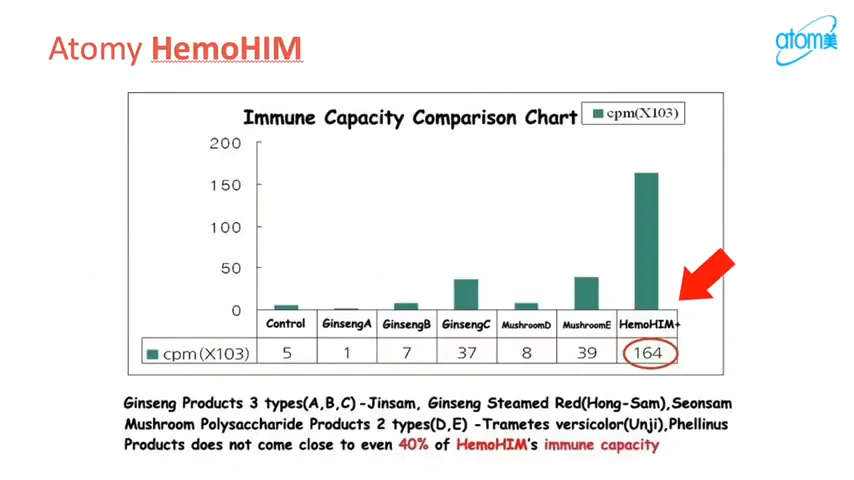 Atomy HemoHIM
atom美
Immune Capacity Comparison Chart
cpm(X103)
200
150
100
50
0
Control GinsengA GinsengB GinsengC MushroomD MushroomE HemoHIM+
cpm(X103) 5 1 7 37 8 39 164
Ginseng Products 3 types(A,B,C) -Jinsam, Ginseng Steamed Red(Hong-Sam),Seonsam
Mushroom Polysaccharide Products 2 types(D,E) -Trametes versicolor(Unji),Phellinus
Products does not come close to even 40% of HemoHIM's immune capacity